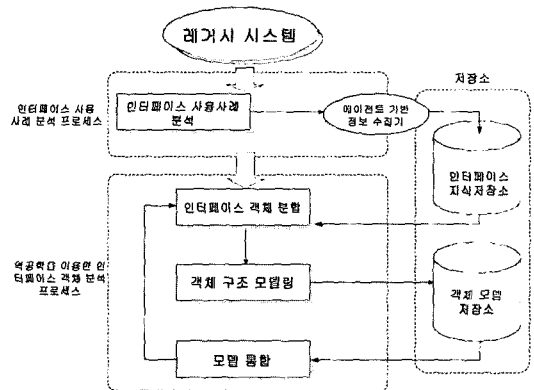 레거시 시스템
저장소
인터페이스 사용
사례 분석 프로세스
인터페이스 사용사례
분석
에이전트 기반
정보 수집기
인터페이스
지식저장소
인터페이스 객체 분할
역공학을 이용한 인
터페이스 객체 분석
프로세스
객체 구조 모델링
객체 모델
저장소
모델 통합